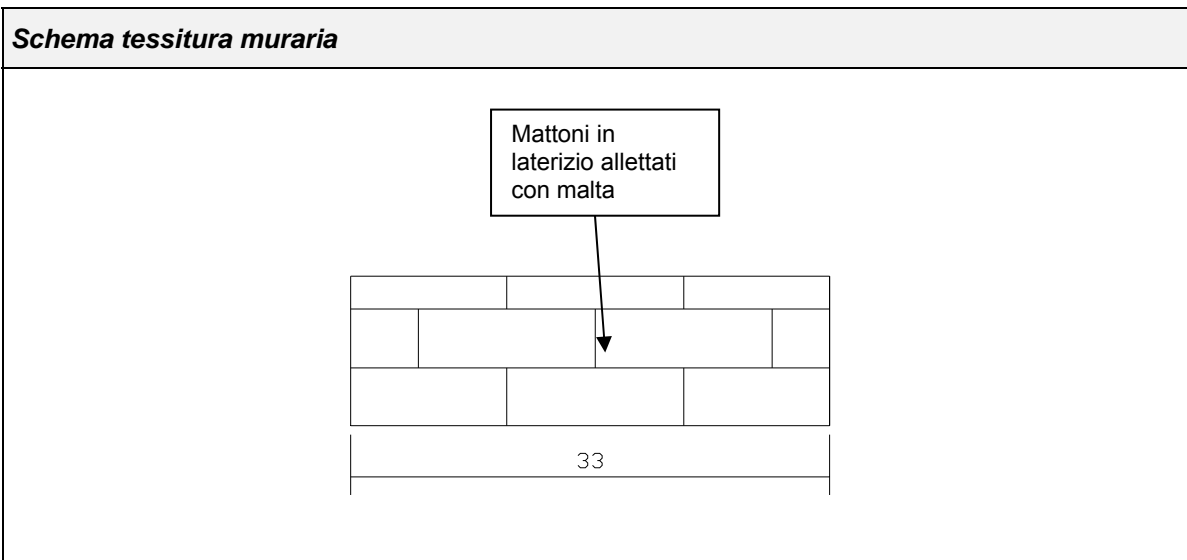 Schema tessitura muraria
Mattoni in
laterizio allettati
con malta
33